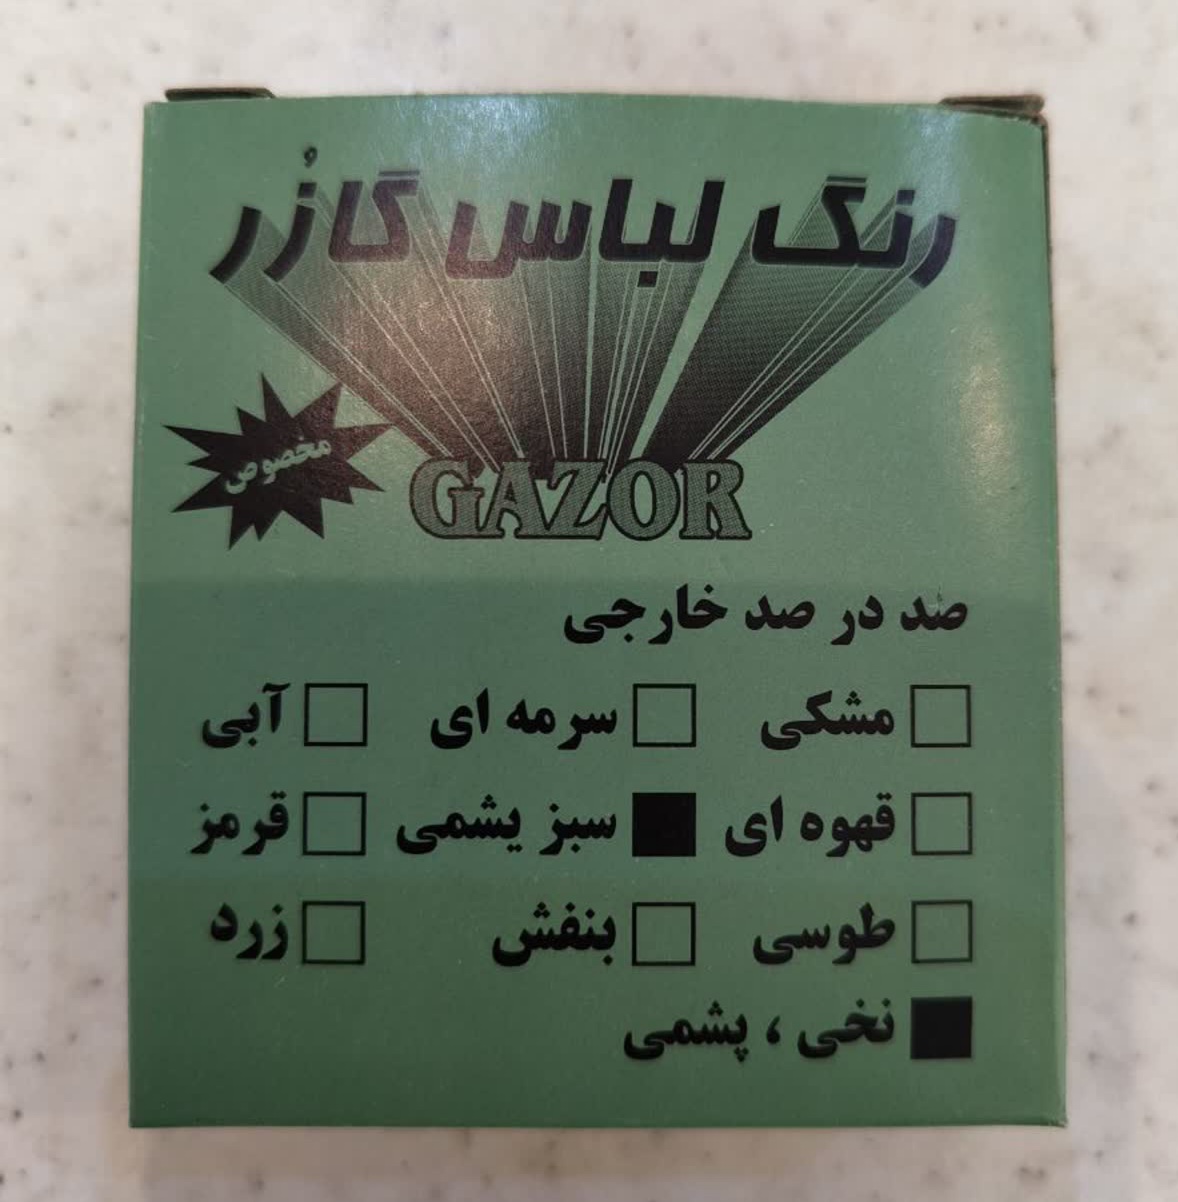 رنگ لباس گازُر
مخصوص
GAZOR
صد در صد خارجی
مشکی سرمه ای آبی
قهوه ای سبز یشمی قرمز
طوسی بنفش زرد
نخی ، پشمی